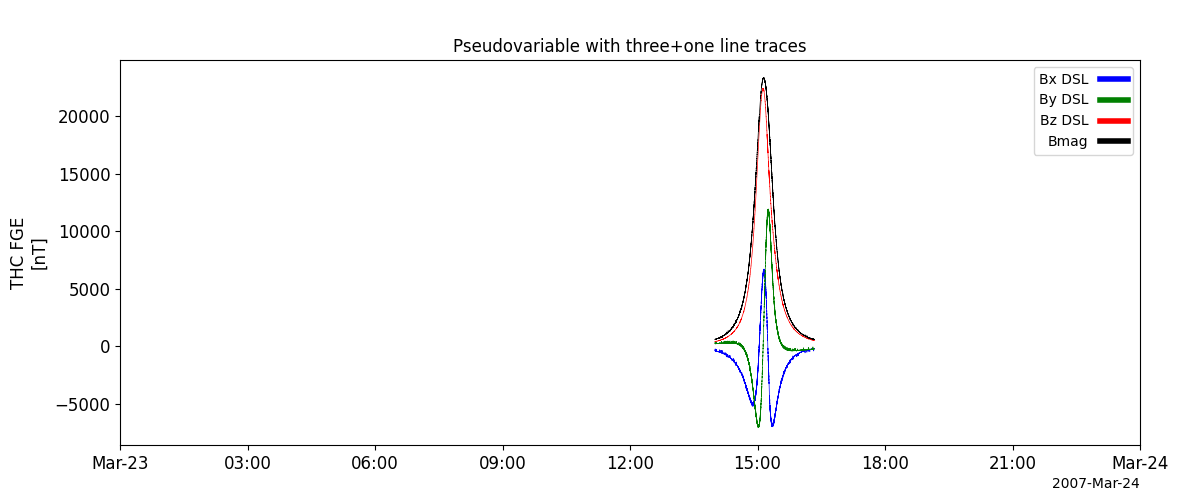 Pseudovariable with three+one line traces
Bx DSL
By DSL
Bz DSL
Bmag
THC FGE
[nT]
20000
15000
10000
5000
0
−5000
Mar-23 03:00 06:00 09:00 12:00 15:00 18:00 21:00 Mar-24
2007-Mar-24